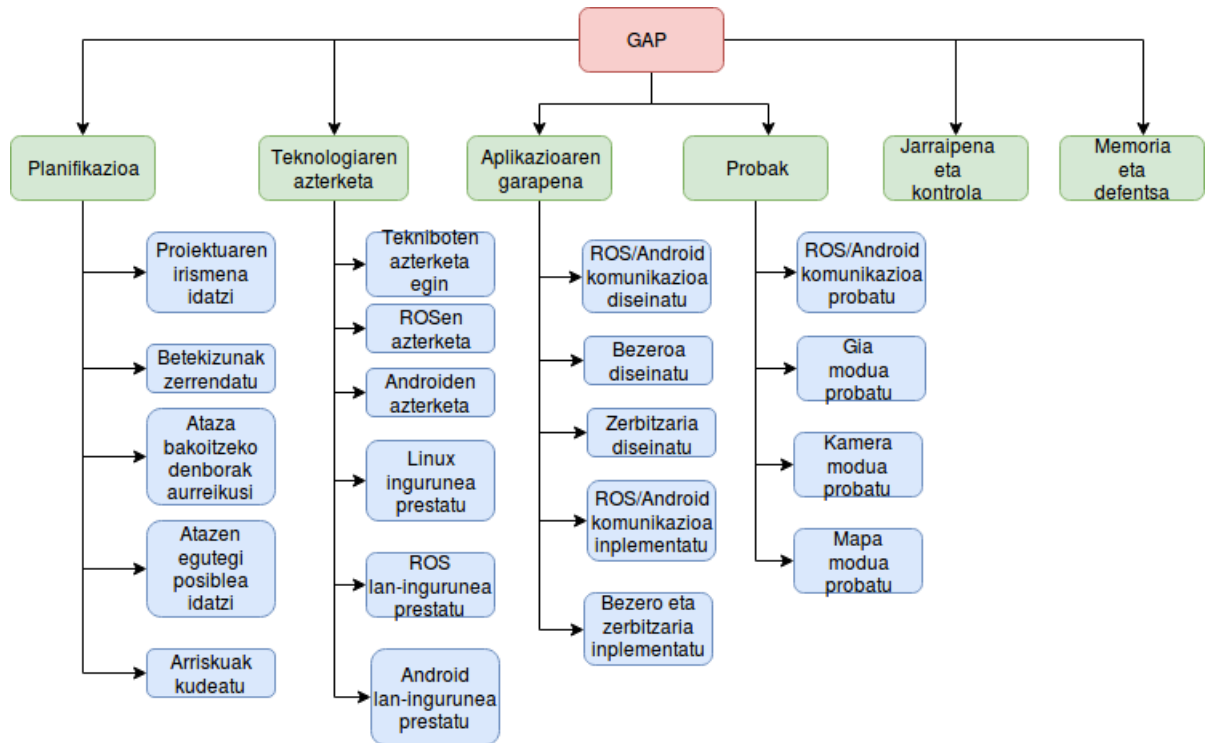 GAP
Planifikazioa
Teknologiaren
azterketa
Aplikazioaren
garapena
Probak
Jarraipena
eta
kontrola
Memoria
eta
defentsa
Proiektuaren
irismena
idatzi
Betekizunak
zerrendatu
Ataza
bakoitzeko
denborak
aurreikusi
Atazen
egutegi
posiblea
idatzi
Arriskuak
kudeatu
Tekniboten
azterketa
egin
ROSen
azterketa
Androiden
azterketa
Linux
ingurunea
prestatu
ROS
lan-ingurunea
prestatu
Android
lan-ingurunea
prestatu
ROS/Android
komunikazioa
diseinatu
Bezeroa
diseinatu
Zerbitzaria
diseinatu
ROS/Android
komunikazioa
inplementatu
Bezero eta
zerbitzaria
inplementatu
ROS/Android
komunikazioa
probatu
Gia
modua
probatu
Kamera
modua
probatu
Mapa
modua
probatu